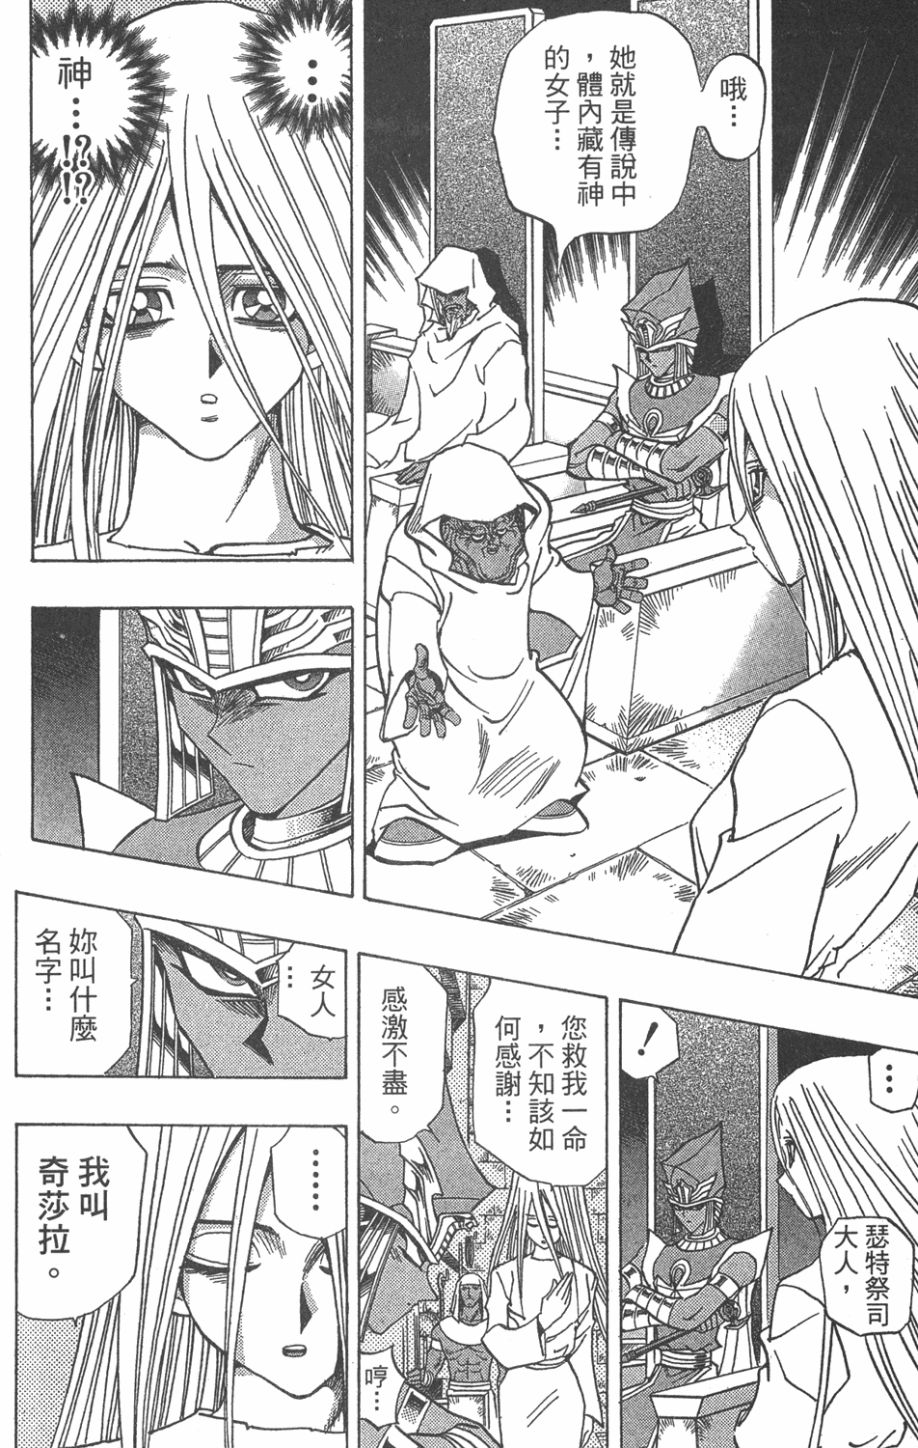 哦…
她就是傳說中
，體內藏有神
的女子…
…
神…!?!?
…
瑟特祭司
大人，
！
您救我一命
，不知該如
何感謝…
感激不盡。
哼…
女人
…
妳叫什麼
名字…
……
我叫
奇莎拉。